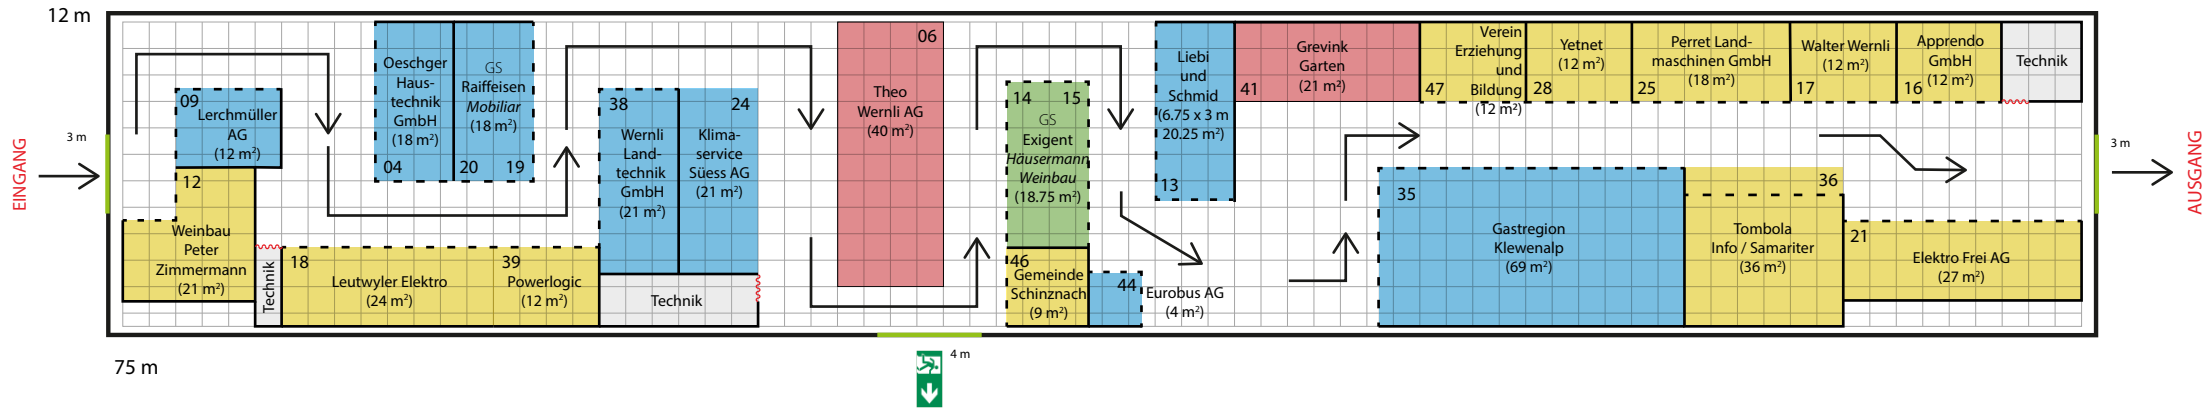 12 m
EINGANG
3 m
09
Lerchmüller
AG
(12 m²)
12
Weinbau
Peter
Zimmermann
(21 m²)
Technik
18
Leutwyler Elektro
(24 m²)
39
Powerlogic
(12 m²)
Oeschger
Haus-
technik
GmbH
(18 m²)
04
GS
Raiffeisen
Mobiliar
(18 m²)
20
19
38
Wernli
Land-
technik
GmbH
(21 m²)
24
Klima-
service
Süess AG
(21 m²)
Technik
06
Theo
Wernli AG
(40 m²)
14
15
GS
Exigent
Häusermann
Weinbau
(18.75 m²)
46
Gemeinde
Schinznach
(9 m²)
44
Eurobus AG
(4 m²)
Liebi
und
Schmid
(6.75 x 3 m
20.25 m²)
13
Grevink
Garten
(21 m²)
41
Verein
Erziehung
und
Bildung
(12 m²)
47
Yetnet
(12 m²)
28
Perret Land-
maschinen GmbH
(18 m²)
25
Walter Wernli
(12 m²)
17
Apprendo
GmbH
(12 m²)
16
Technik
35
Gastregion
Klewenalp
(69 m²)
36
Tombola
Info / Samariter
(36 m²)
21
Elektro Frei AG
(27 m²)
3 m
AUSGANG
4 m
75 m